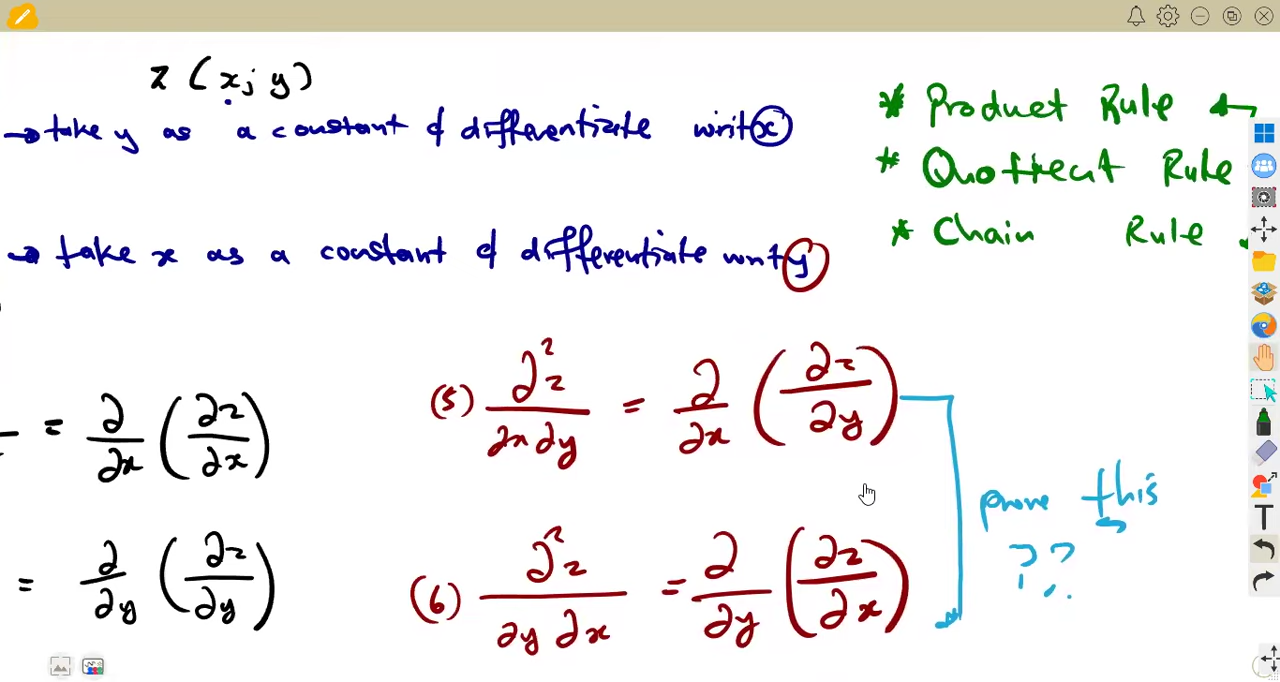 z (x; y)
→ take y as a constant & differentiate wrt x
→ take x as a constant & differentiate wrt y
* Product Rule ←
* Quottent Rule
* Chain Rule
= ∂/∂x (∂z/∂x)
(5) ∂²z/∂x∂y = ∂/∂x (∂z/∂y)
prove this
??
= ∂/∂y (∂z/∂y)
(6) ∂²z/∂y ∂x = ∂/∂y (∂z/∂x)
T